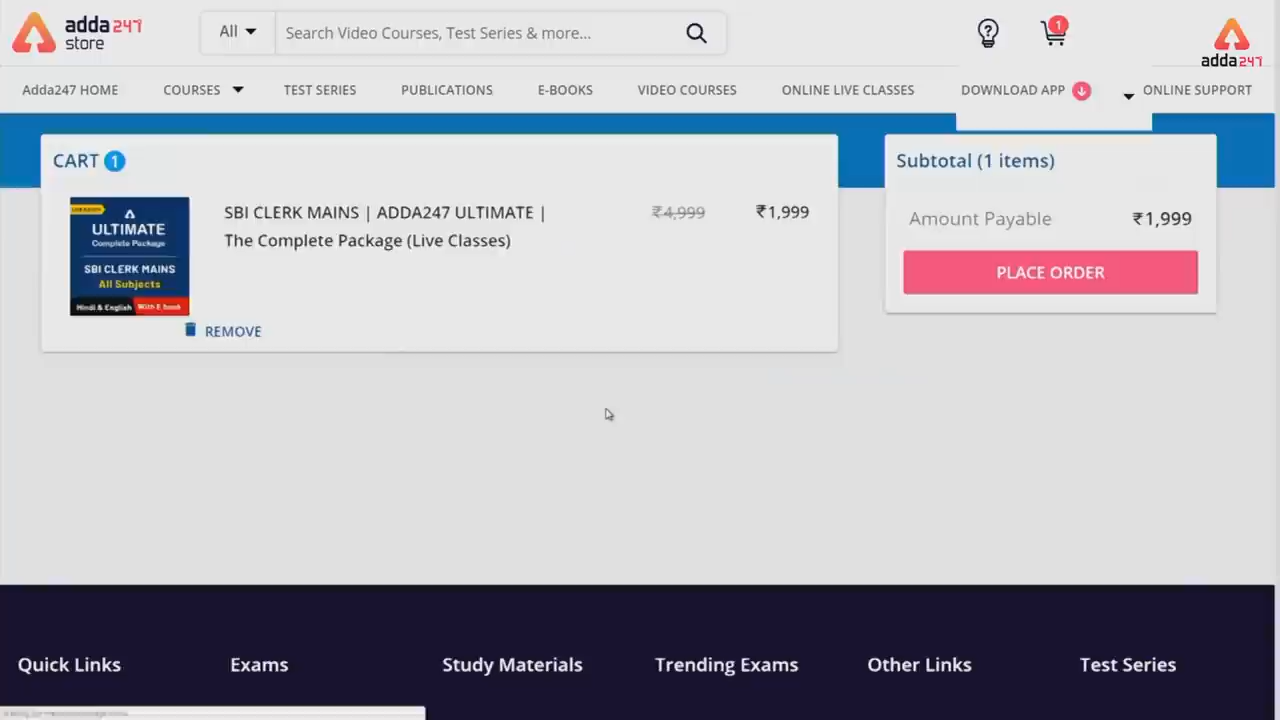 adda247
store
All
Search Video Courses, Test Series & more...
1
adda247
Adda247 HOME
COURSES
TEST SERIES
PUBLICATIONS
E-BOOKS
VIDEO COURSES
ONLINE LIVE CLASSES
DOWNLOAD APP
ONLINE SUPPORT
CART 1
ULTIMATE
Complete Package
SBI CLERK MAINS
All Subjects
Hindi & English With E book
SBI CLERK MAINS | ADDA247 ULTIMATE |
The Complete Package (Live Classes)
₹4,999
₹1,999
REMOVE
Subtotal (1 items)
Amount Payable ₹1,999
PLACE ORDER
Quick Links
Exams
Study Materials
Trending Exams
Other Links
Test Series